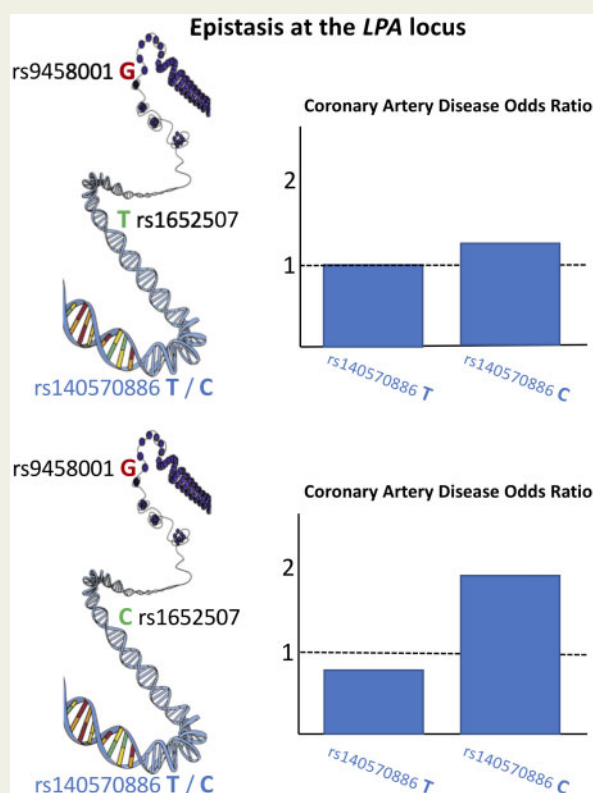 Epistasis at the LPA locus
rs9458001 G
T rs1652507
rs140570886 T / C
Coronary Artery Disease Odds Ratio
2
1
rs140570886 T
rs140570886 C
rs9458001 G
C rs1652507
rs140570886 T / C
Coronary Artery Disease Odds Ratio
2
1
rs140570886 T
rs140570886 C